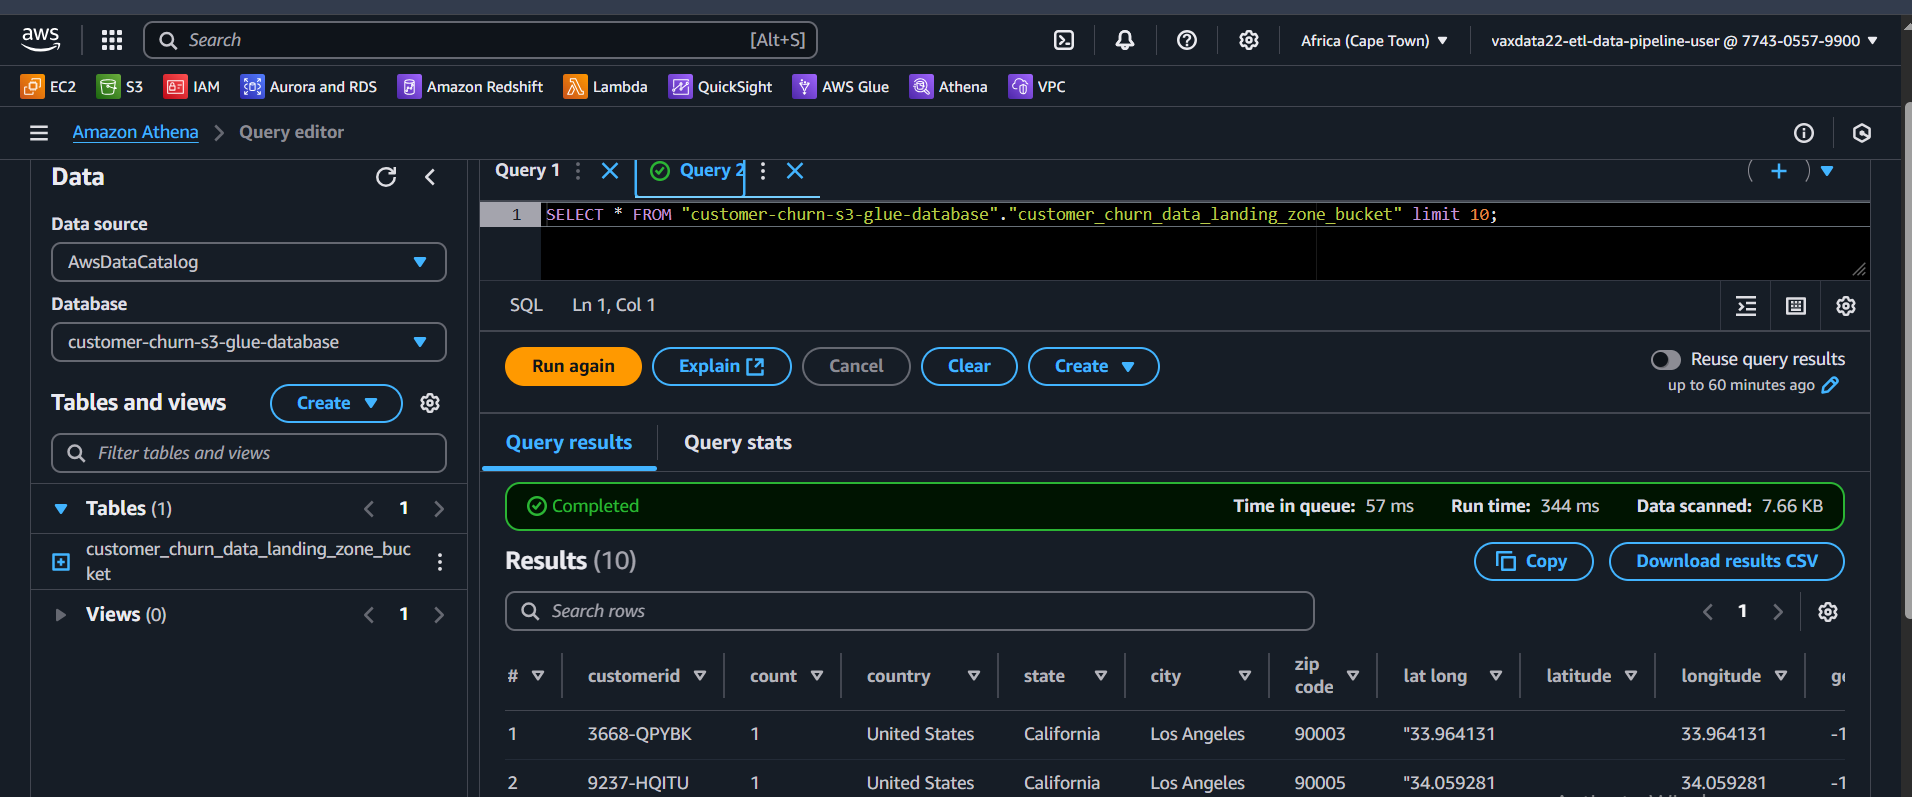 aws
Search
[Alt+S]
Africa (Cape Town)
vaxdata22-etl-data-pipeline-user @ 7743-0557-9900
EC2
S3
IAM
Aurora and RDS
Amazon Redshift
Lambda
QuickSight
AWS Glue
Athena
VPC
Amazon Athena
Query editor
Data
Data source
AwsDataCatalog
Database
customer-churn-s3-glue-database
Tables and views
Create
Filter tables and views
Tables (1)
1
customer_churn_data_landing_zone_buc
ket
Views (0)
1
Query 1
Query 2
1 SELECT * FROM "customer-churn-s3-glue-database"."customer_churn_data_landing_zone_bucket" limit 10;
SQL
Ln 1, Col 1
Run again
Explain
Cancel
Clear
Create
Reuse query results
up to 60 minutes ago
Query results
Query stats
Completed
Time in queue: 57 ms
Run time: 344 ms
Data scanned: 7.66 KB
Results (10)
Copy
Download results CSV
Search rows
1
# customerid count country state city zip code lat long latitude longitude
1 3668-QPYBK 1 United States California Los Angeles 90003 "33.964131 33.964131 -1
2 9237-HQITU 1 United States California Los Angeles 90005 "34.059281 34.059281 -1